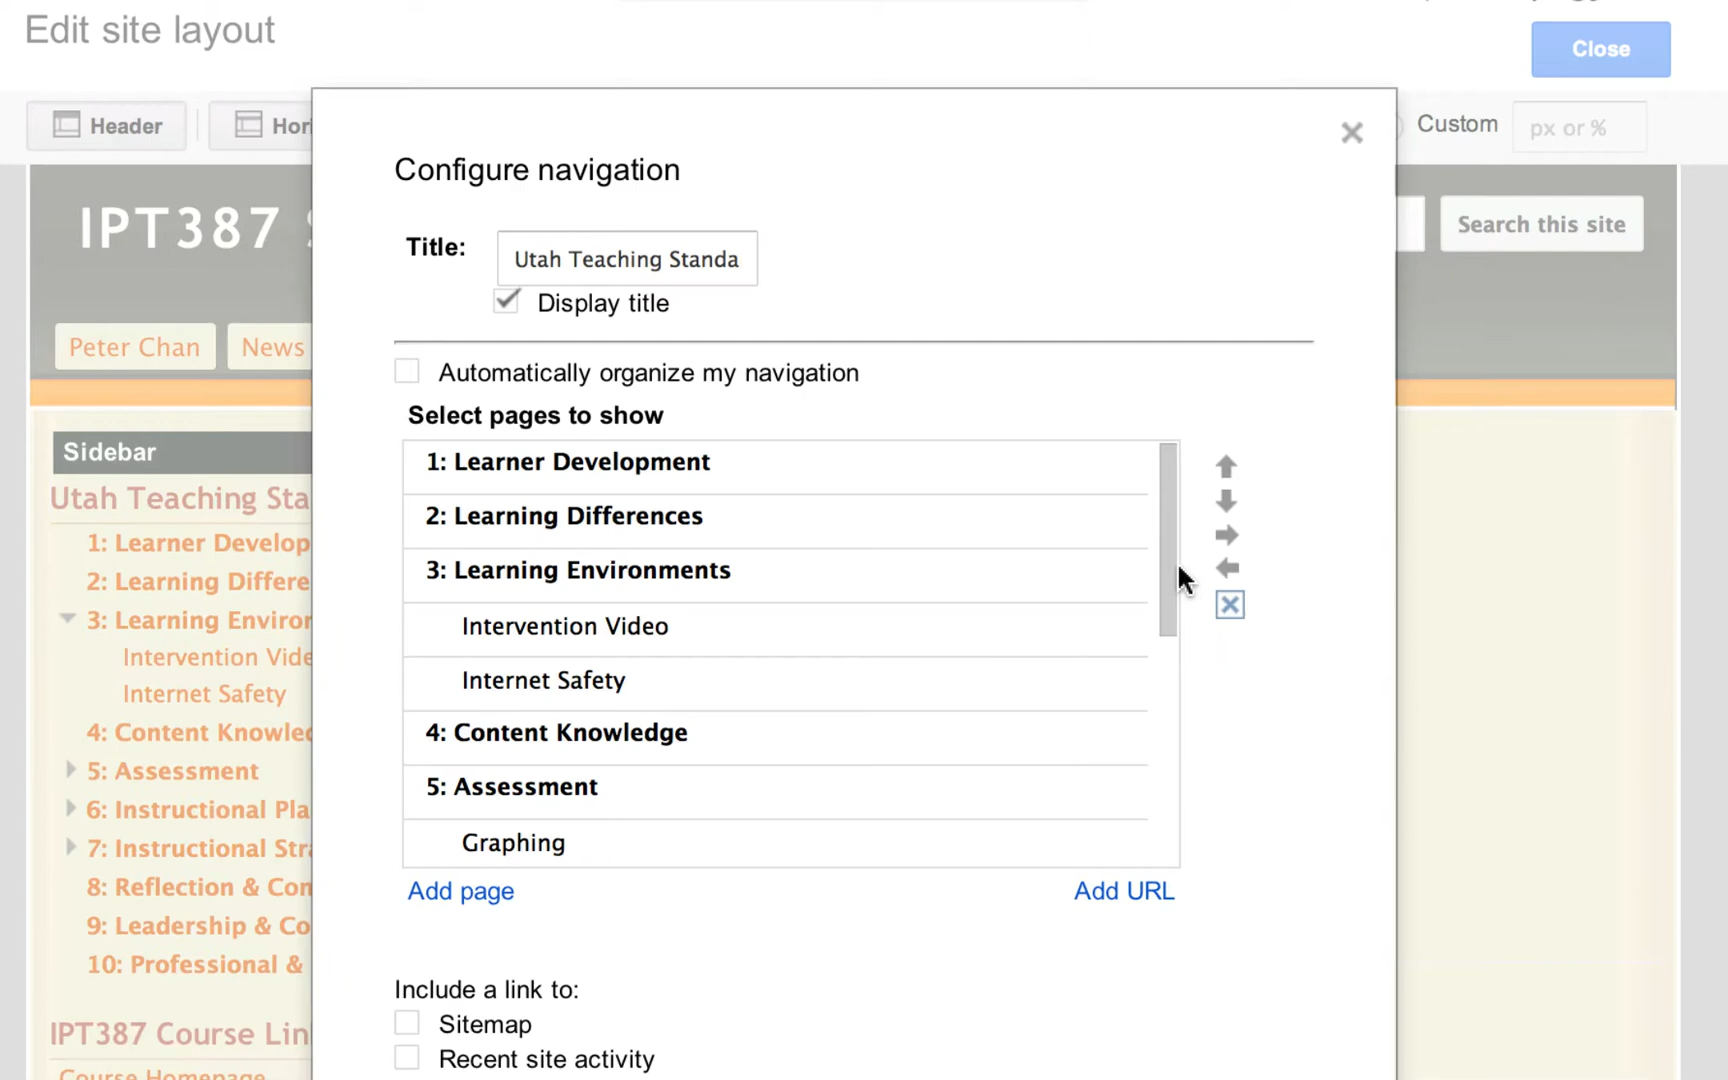 Edit site layout
Close
Header
Hori
Custom
px or %
IPT387
Search this site
Peter Chan
News
Configure navigation
Title:
Utah Teaching Standa
Display title
Automatically organize my navigation
Select pages to show
1: Learner Development
2: Learning Differences
3: Learning Environments
Intervention Video
Internet Safety
4: Content Knowledge
5: Assessment
Graphing
Add page
Add URL
Include a link to:
Sitemap
Recent site activity
Sidebar
Utah Teaching Sta
1: Learner Develop
2: Learning Differe
3: Learning Environ
Intervention Vide
Internet Safety
4: Content Knowled
5: Assessment
6: Instructional Pla
7: Instructional Stra
8: Reflection & Con
9: Leadership & Co
10: Professional &
IPT387 Course Lin
Course Homepage